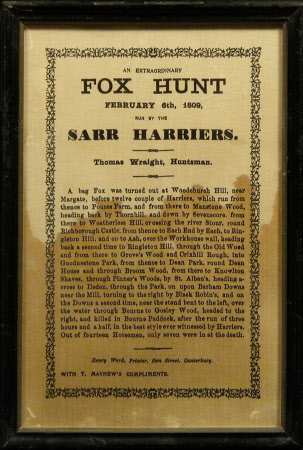 AN EXTRAORDINARY
FOX HUNT
FEBRUARY 6th, 1809,
RUN BY THE
SARR HARRIERS.
Thomas Wraight, Huntsman.
A bag Fox was turned out at Woodchurch Hill, near
Margate, before twelve couple of Harriers, which run from
thence to Pouces Farm, and from there to Manstone Wood,
heading back by Thornhill, and down by Sevenscore, from
there to Weatherlees Hill, crossing the river Stour, round
Richborough Castle, from thence to Each End by Each, to Rin-
gleton Hill, and on to Ash, over the Workhouse wall, heading
back a second time to Ringleton Hill, through the Old Wood
and from there to Grove's Wood and Crixhill Rough, into
Goodnestone Park, from thence to Dean Park, round Dean
House and through Broom Wood, from there to Knowlton
Shaves, through Pinner's Woods, by St. Alban's, heading a-
cross to Ileden, through the Park, on upon Barham Downs
near the Mill, turning to the right by Black Robin's, and on
the Downs a second time, near the stand bent to the left, over
the water through Bourne to Gosley Wood, headed to the
right, and killed in Bourne Paddock, after the run of three
hours and a half, in the best style ever witnessed by Harriers.
Out of fourteen Horsemen, only seven were in at the death.
Henry Ward, Printer, Sun Street, Canterbury.
WITH T. MAYHEW'S COMPLIMENTS.